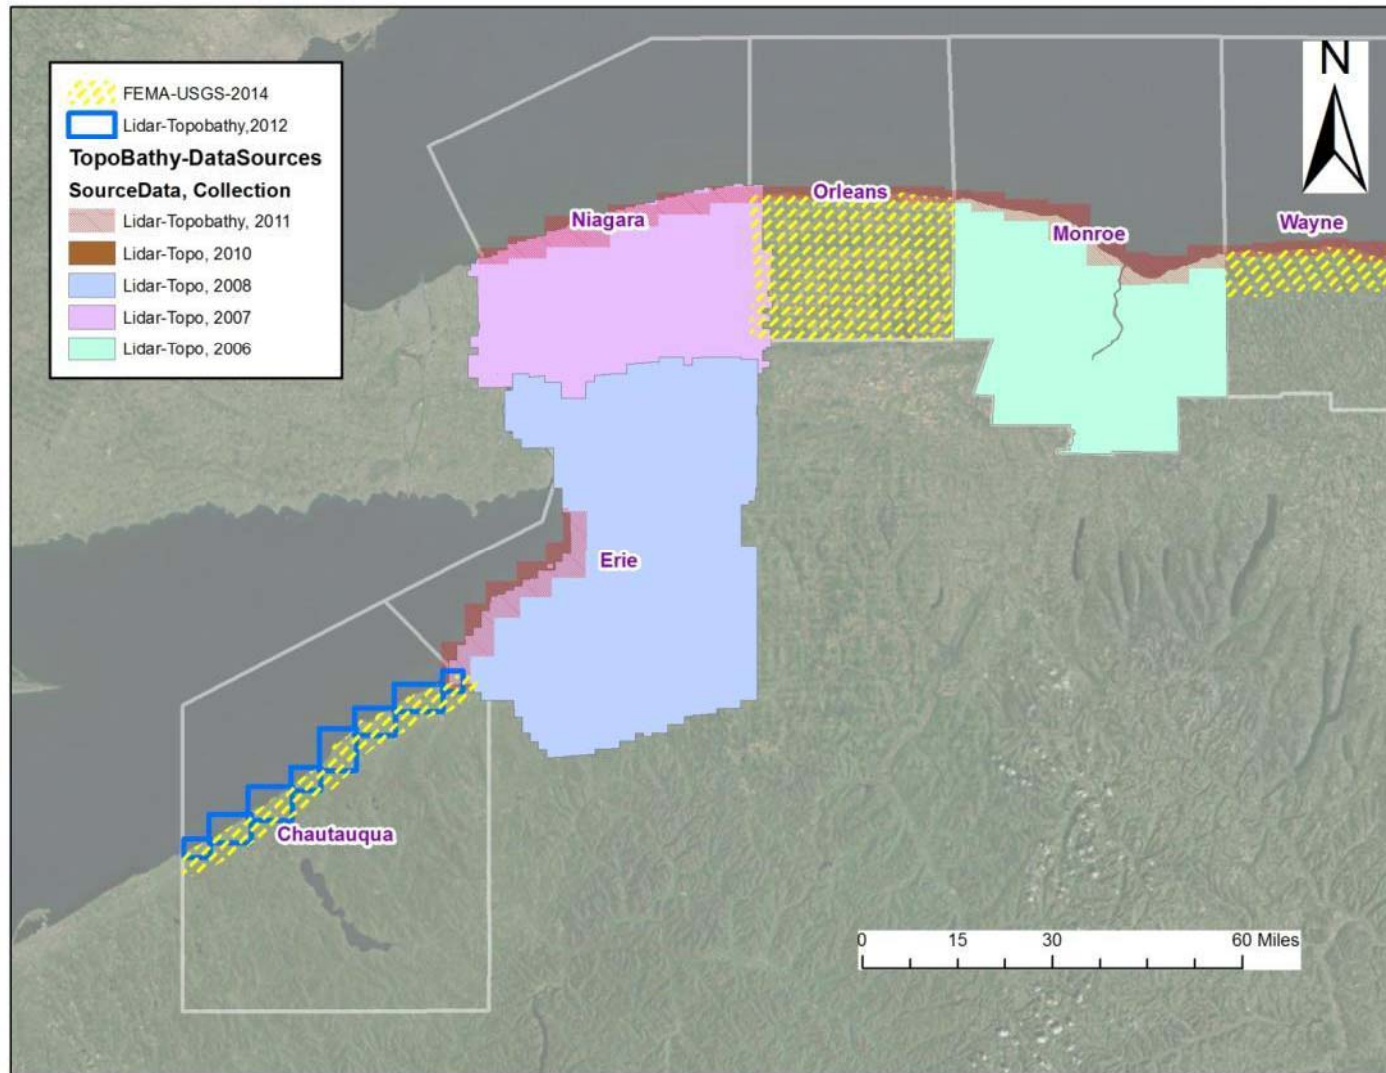 N
FEMA-USGS-2014
Lidar-Topobathy,2012
TopoBathy-DataSources
SourceData, Collection
Lidar-Topobathy, 2011
Lidar-Topo, 2010
Lidar-Topo, 2008
Lidar-Topo, 2007
Lidar-Topo, 2006
Niagara
Orleans
Monroe
Wayne
Erie
Chautauqua
0 15 30 60 Miles